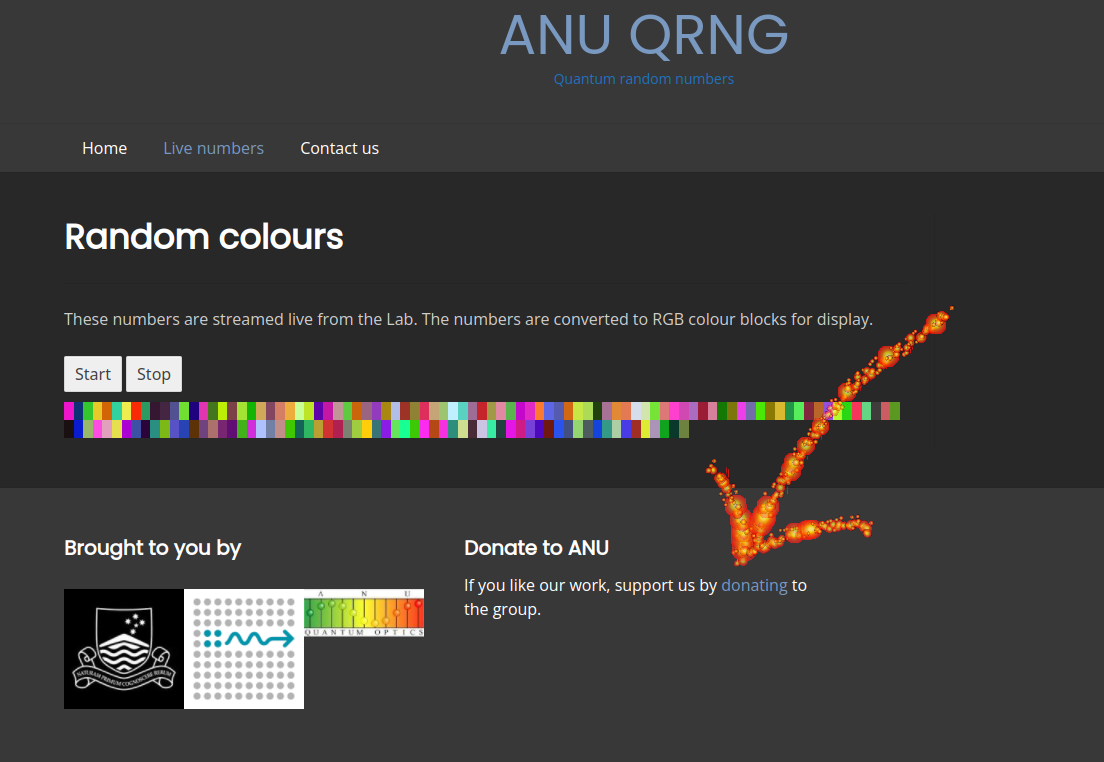 ANU QRNG
Quantum random numbers
Home Live numbers Contact us
Random colours
These numbers are streamed live from the Lab. The numbers are converted to RGB colour blocks for display.
Start Stop
Brought to you by
Donate to ANU
If you like our work, support us by donating to
the group.
NATURAM PRIMUM COGNOSCERE RERUM
A N U
QUANTUM OPTICS